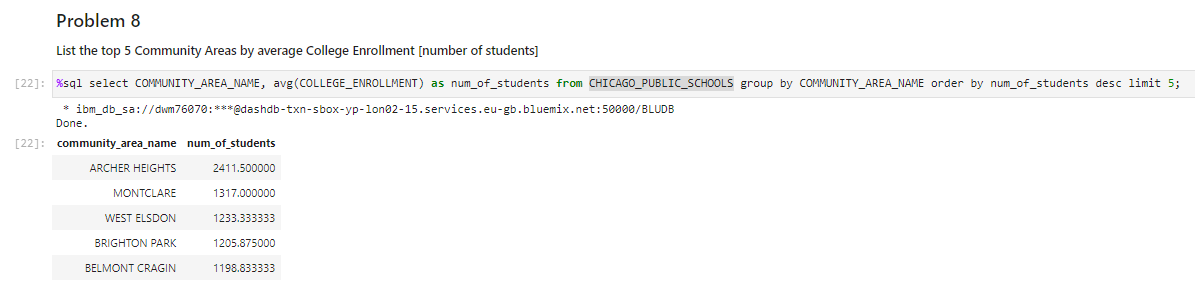 Problem 8
List the top 5 Community Areas by average College Enrollment [number of students]
[22]: %sql select COMMUNITY_AREA_NAME, avg(COLLEGE_ENROLLMENT) as num_of_students from CHICAGO_PUBLIC_SCHOOLS group by COMMUNITY_AREA_NAME order by num_of_students desc limit 5;
* ibm_db_sa://dwm76070:***@dashdb-txn-sbox-yp-lon02-15.services.eu-gb.bluemix.net:50000/BLUDB
Done.
[22]: community_area_name num_of_students
ARCHER HEIGHTS 2411.500000
MONTCLARE 1317.000000
WEST ELSDON 1233.333333
BRIGHTON PARK 1205.875000
BELMONT CRAGIN 1198.833333